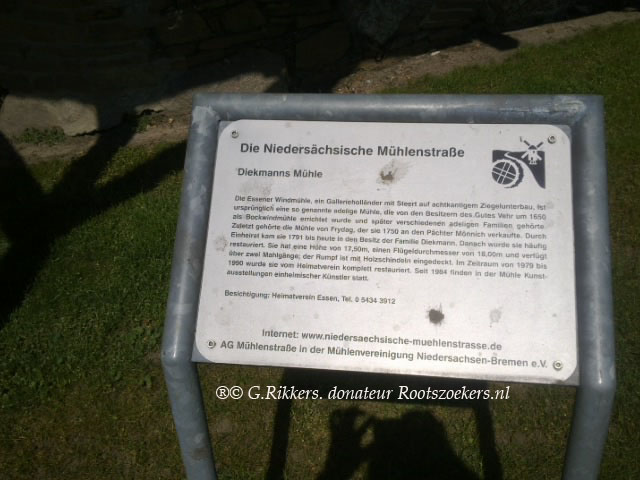 Die Niedersächsische Mühlenstraße
Diekmanns Mühle
Die Essener Windmühle, ein Galerieholländer mit Steert auf achtkantigem Ziegelunterbau, ist
ursprünglich eine so genannte adelige Mühle, die von den Besitzern des Gutes Vehr um 1650
als Bockwindmühle errichtet wurde und später verschiedenen adeligen Familien gehörte.
Zuletzt gehörte die Mühle von Frydag, der sie 1750 an den Pächter Mönnich verkaufte. Durch
Einheirat kam sie 1791 bis heute in den Besitz der Familie Diekmann. Danach wurde sie häufig
restauriert. Sie hat eine Höhe von 17,50m, einen Flügeldurchmesser von 18,00m und verfügt
über zwei Mahlgänge; der Rumpf ist mit Holzschindeln eingedeckt. Im Zeitraum von 1979 bis
1990 wurde sie vom Heimatverein komplett restauriert. Seit 1984 finden in der Mühle Kunst-
ausstellungen einheimischer Künstler statt.
Besichtigung: Heimatverein Essen, Tel. 0 5434 3912
Internet: www.niedersaechsische-muehlenstrasse.de
AG Mühlenstraße in der Mühlenvereinigung Niedersachsen-Bremen e.V.
®© G.Rikkers. donateur Rootszoekers.nl